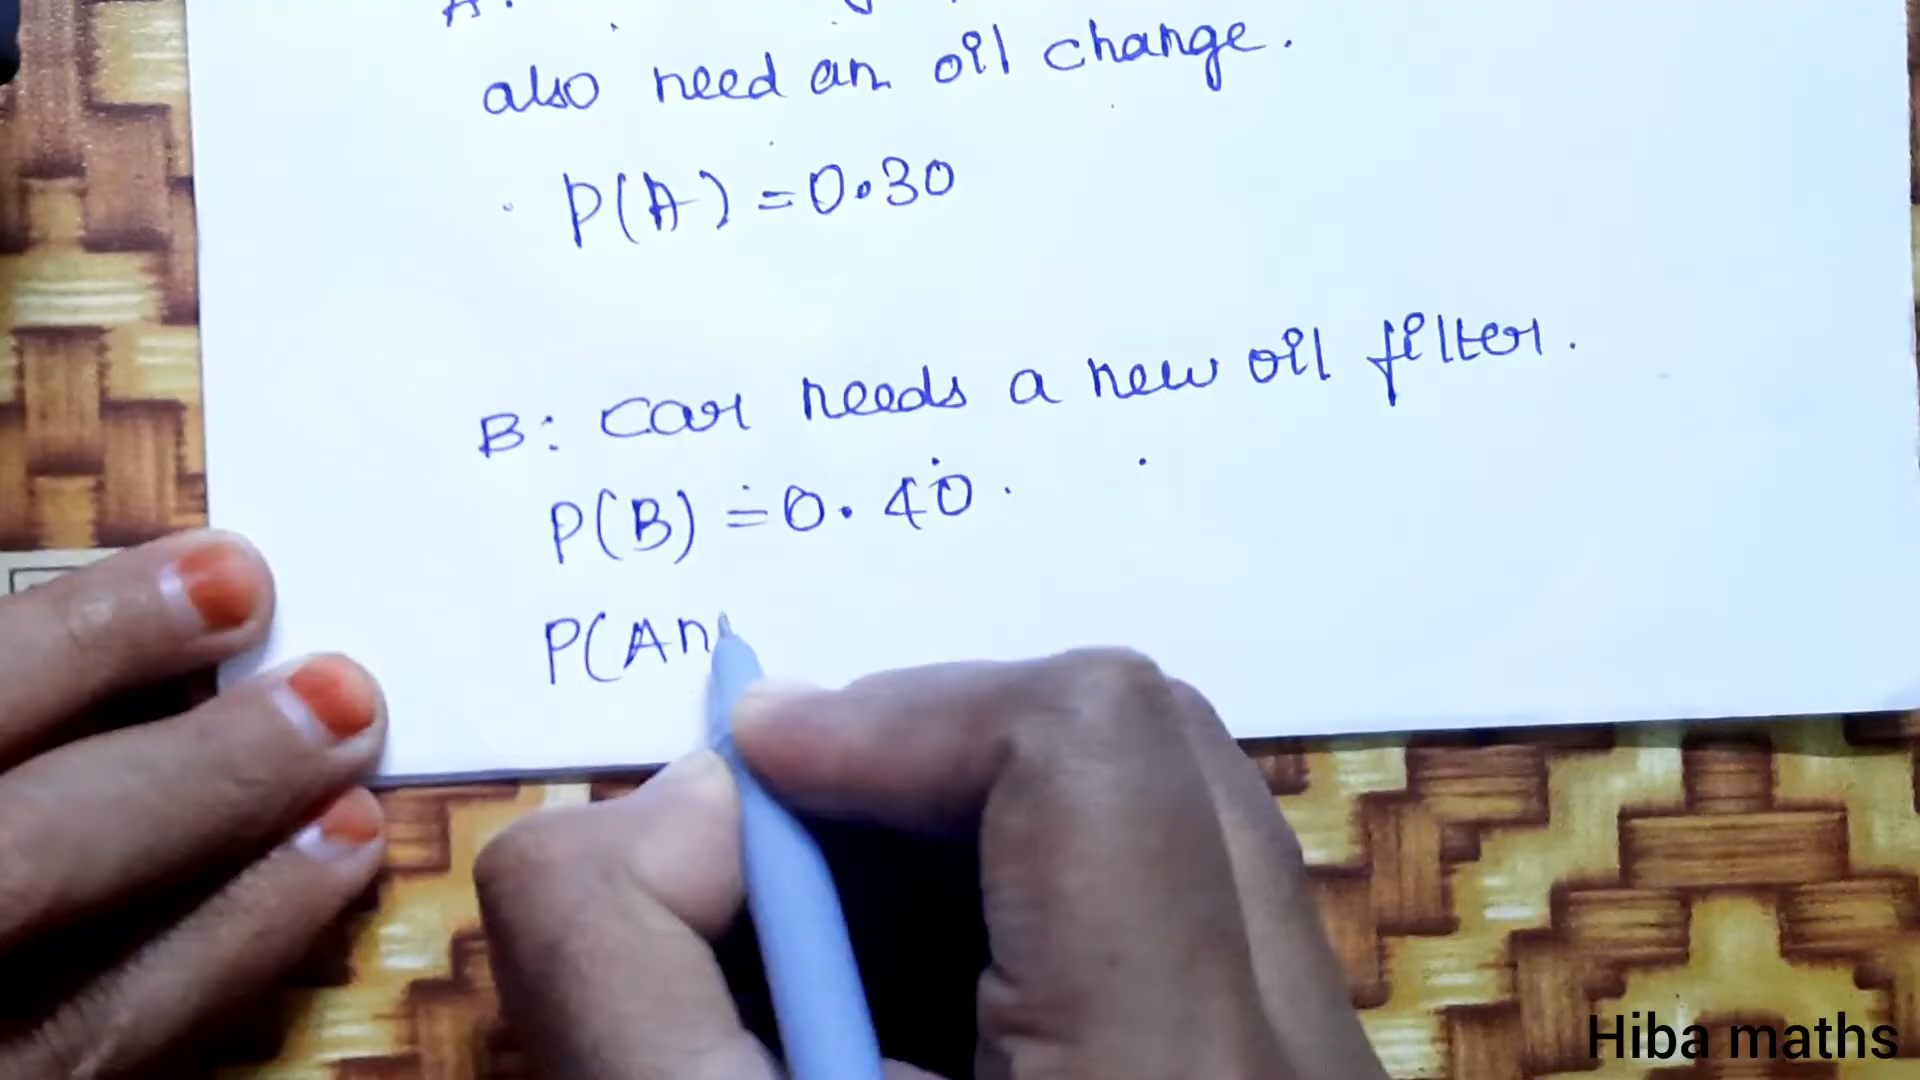 A:
also need an oil change.
P(A) = 0.30
B: car needs a new oil filter.
P(B) = 0.40.
P(A∩
Hiba maths